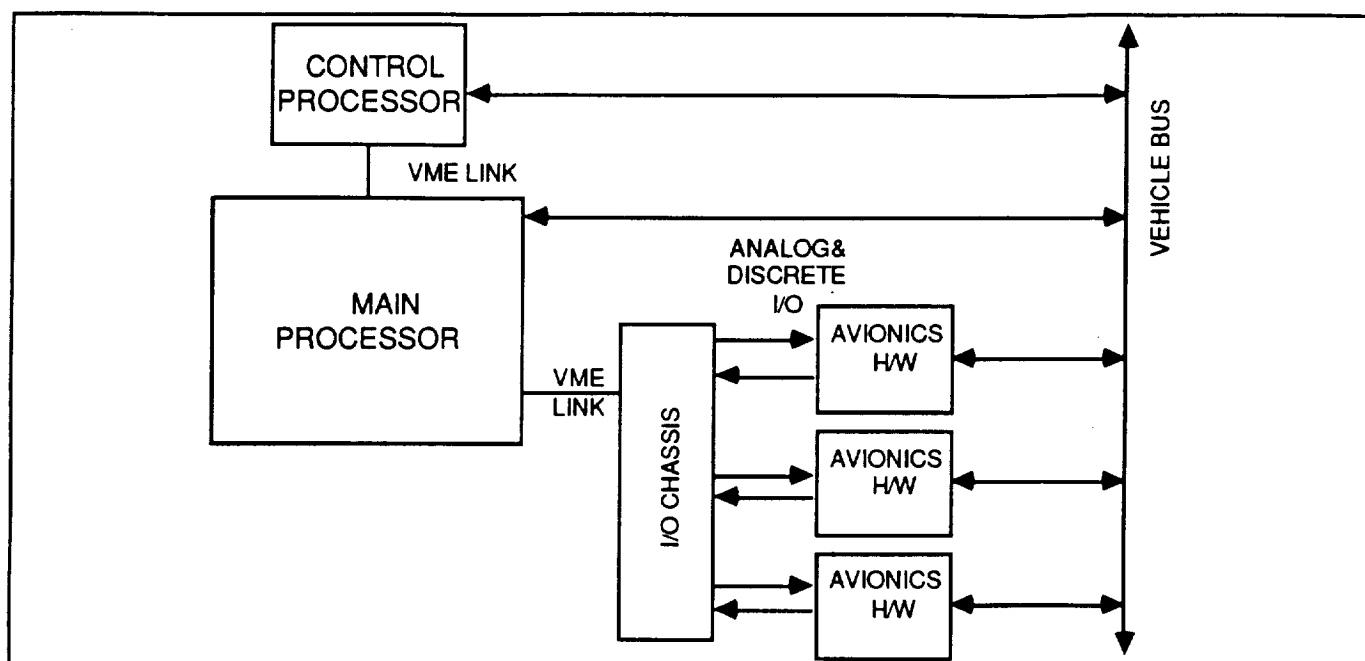 CONTROL
PROCESSOR
VME LINK
VEHICLE BUS
MAIN
PROCESSOR
ANALOG&
DISCRETE
I/O
VME
LINK
I/O CHASSIS
AVIONICS
H/W
AVIONICS
H/W
AVIONICS
H/W